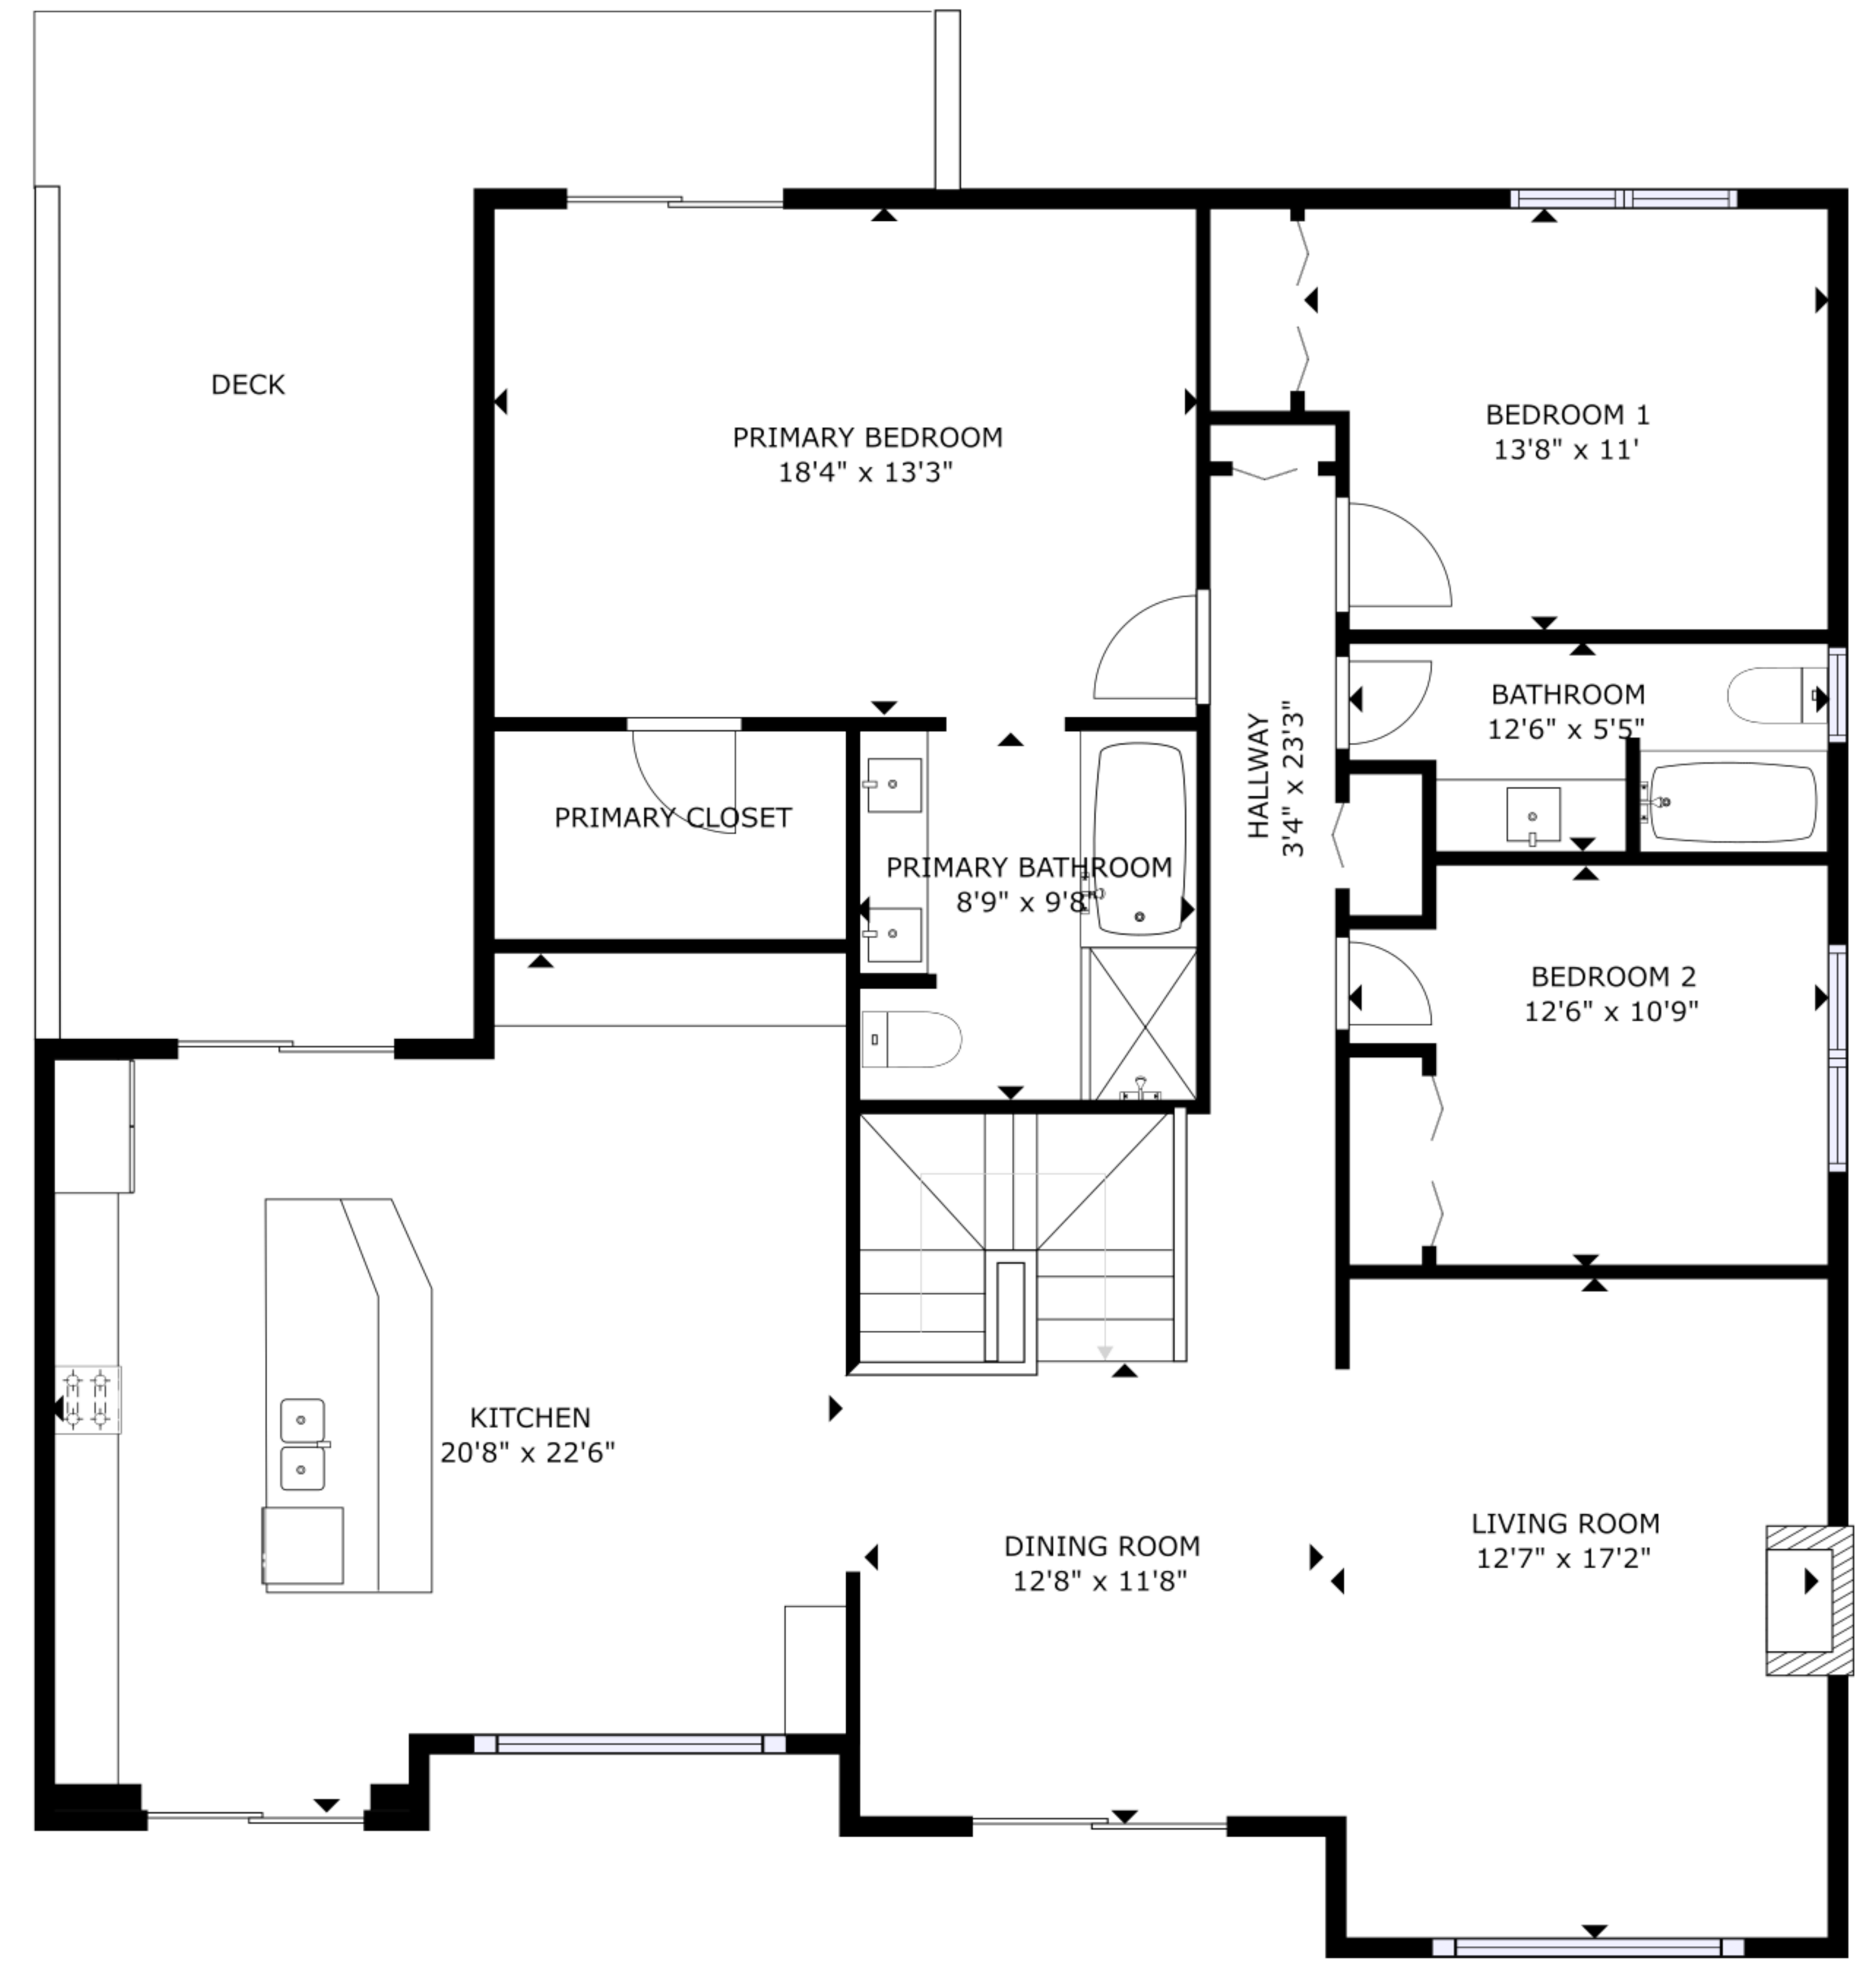 DECK
PRIMARY BEDROOM
18'4" x 13'3"
BEDROOM 1
13'8" x 11'
BATHROOM
12'6" x 5'5"
HALLWAY
3'4" x 23'3"
PRIMARY CLOSET
PRIMARY BATHROOM
8'9" x 9'8"
BEDROOM 2
12'6" x 10'9"
KITCHEN
20'8" x 22'6"
DINING ROOM
12'8" x 11'8"
LIVING ROOM
12'7" x 17'2"